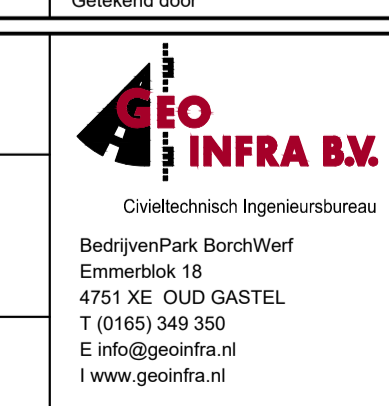 Getekend door
GEO
INFRA B.V.
Civieltechnisch Ingenieursbureau
BedrijvenPark BorchWerf
Emmerblok 18
4751 XE  OUD GASTEL
T (0165) 349 350
E info@geoinfra.nl
I www.geoinfra.nl